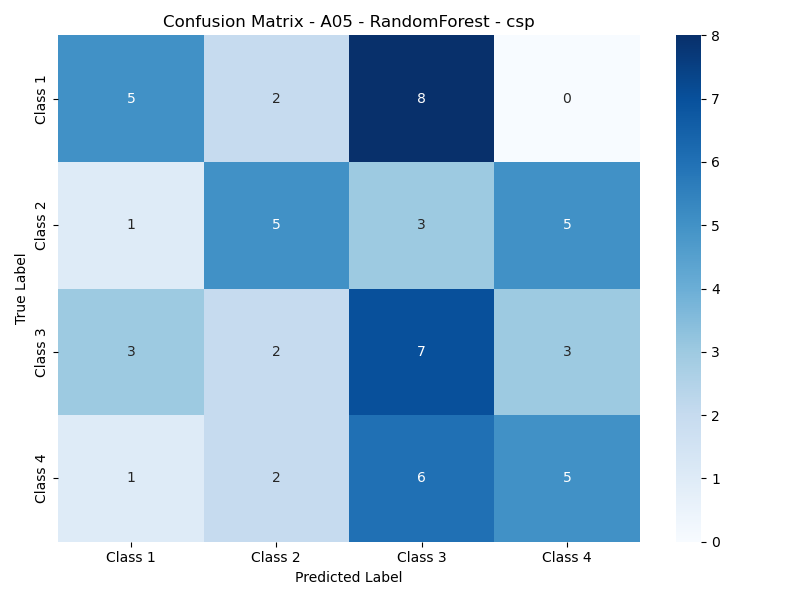 Confusion Matrix - A05 - RandomForest - csp
True Label
Class 1
5 2 8 0
Class 2
1 5 3 5
Class 3
3 2 7 3
Class 4
1 2 6 5
Class 1 Class 2 Class 3 Class 4
Predicted Label
8
7
6
5
4
3
2
1
0